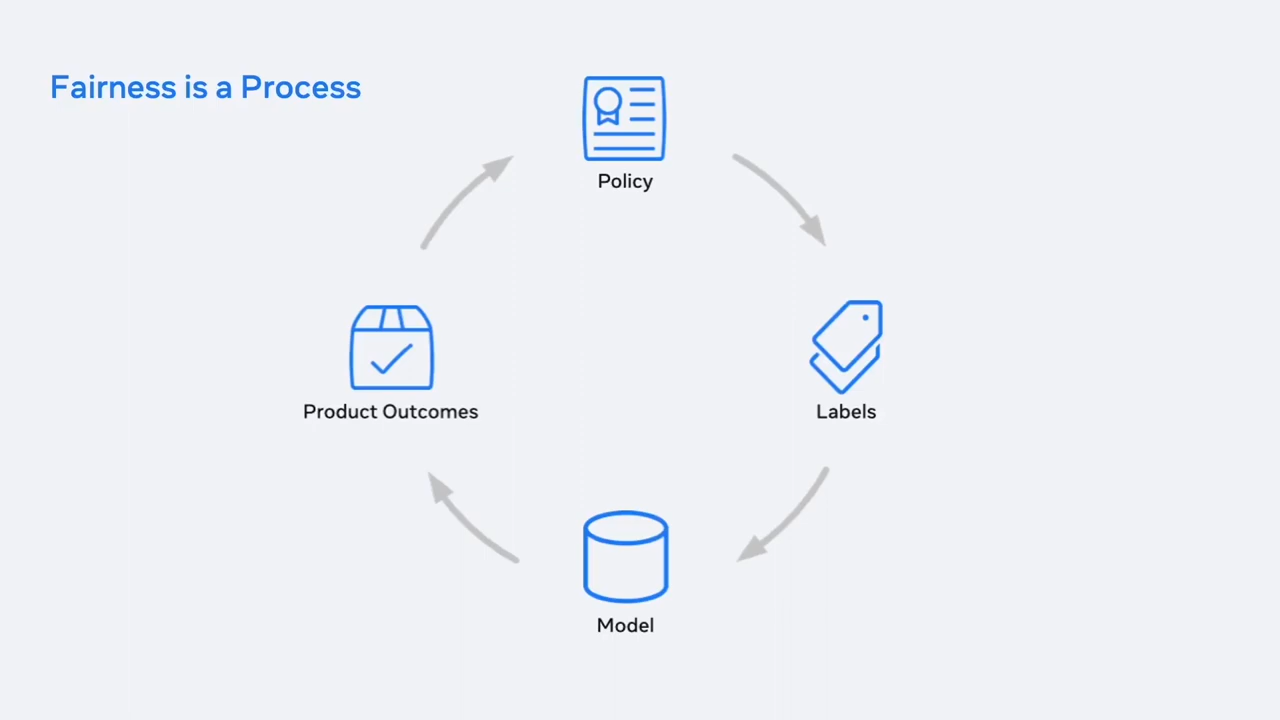 Fairness is a Process
Policy
Product Outcomes
Labels
Model